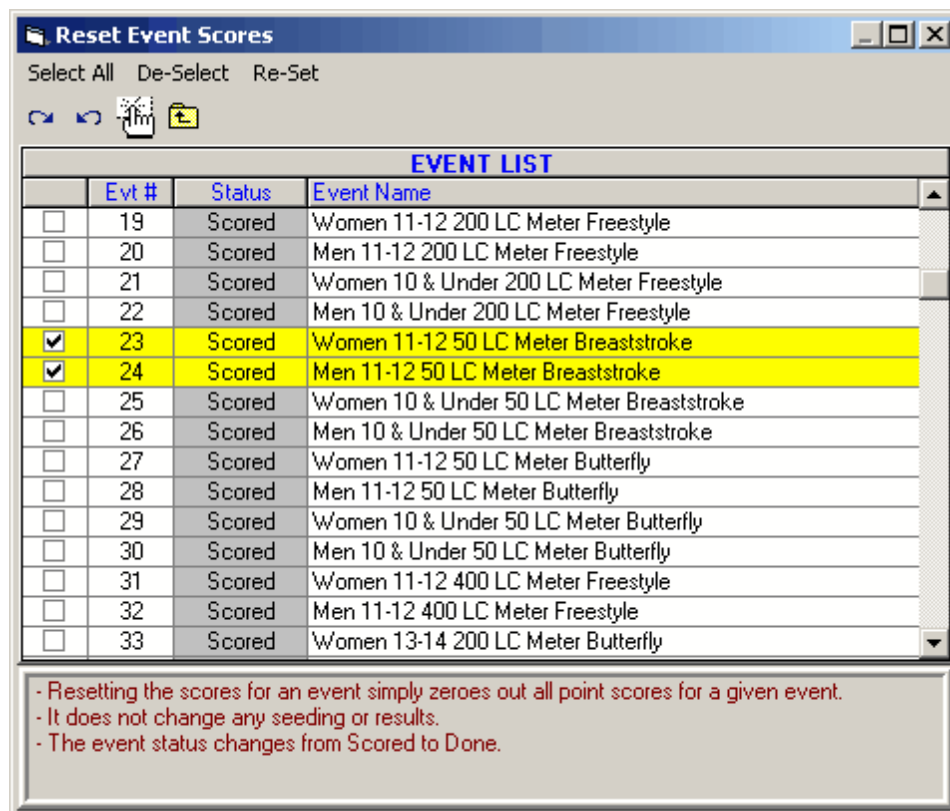 Reset Event Scores
Select All De-Select Re-Set
EVENT LIST
Evt # Status Event Name
19 Scored Women 11-12 200 LC Meter Freestyle
20 Scored Men 11-12 200 LC Meter Freestyle
21 Scored Women 10 & Under 200 LC Meter Freestyle
22 Scored Men 10 & Under 200 LC Meter Freestyle
23 Scored Women 11-12 50 LC Meter Breaststroke
24 Scored Men 11-12 50 LC Meter Breaststroke
25 Scored Women 10 & Under 50 LC Meter Breaststroke
26 Scored Men 10 & Under 50 LC Meter Breaststroke
27 Scored Women 11-12 50 LC Meter Butterfly
28 Scored Men 11-12 50 LC Meter Butterfly
29 Scored Women 10 & Under 50 LC Meter Butterfly
30 Scored Men 10 & Under 50 LC Meter Butterfly
31 Scored Women 11-12 400 LC Meter Freestyle
32 Scored Men 11-12 400 LC Meter Freestyle
33 Scored Women 13-14 200 LC Meter Butterfly
- Resetting the scores for an event simply zeroes out all point scores for a given event.
- It does not change any seeding or results.
- The event status changes from Scored to Done.